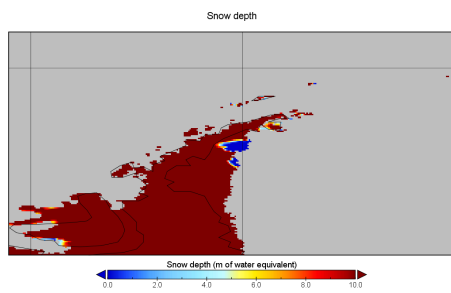 Snow depth
Snow depth (m of water equivalent)
0.0 2.0 4.0 6.0 8.0 10.0